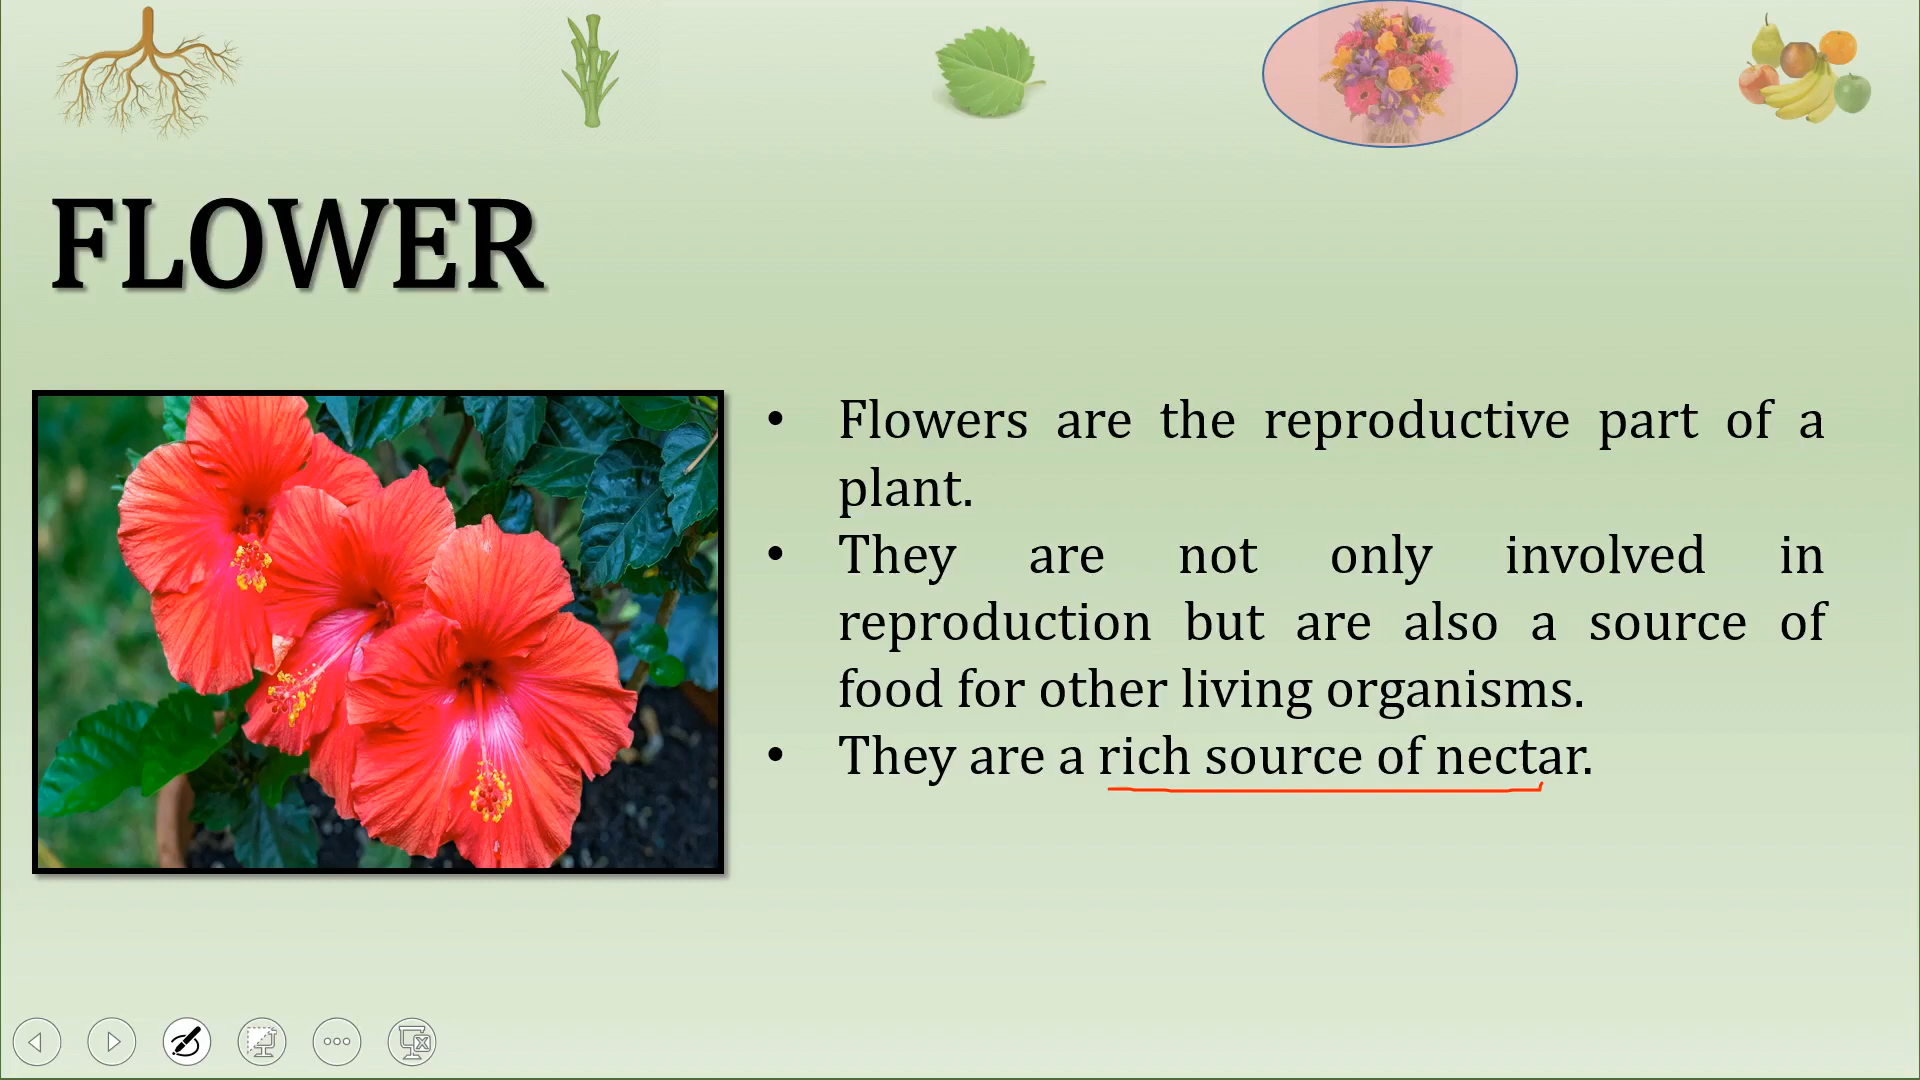 FLOWER
• Flowers are the reproductive part of a
plant.
• They are not only involved in
reproduction but are also a source of
food for other living organisms.
• They are a rich source of nectar.